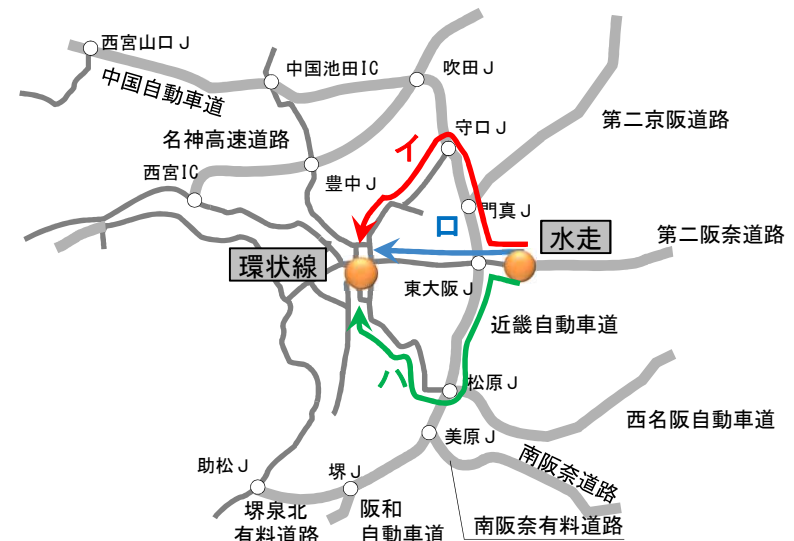 西宮山口J
中国池田IC
吹田J
中国自動車道
守口J
第二京阪道路
名神高速道路
イ
西宮IC
豊中J
門真J
ロ
水走
第二阪奈道路
環状線
東大阪J
近畿自動車道
ハ
松原J
西名阪自動車道
美原J
南阪奈道路
助松J
堺J
堺泉北
有料道路
阪和
自動車道
南阪奈有料道路